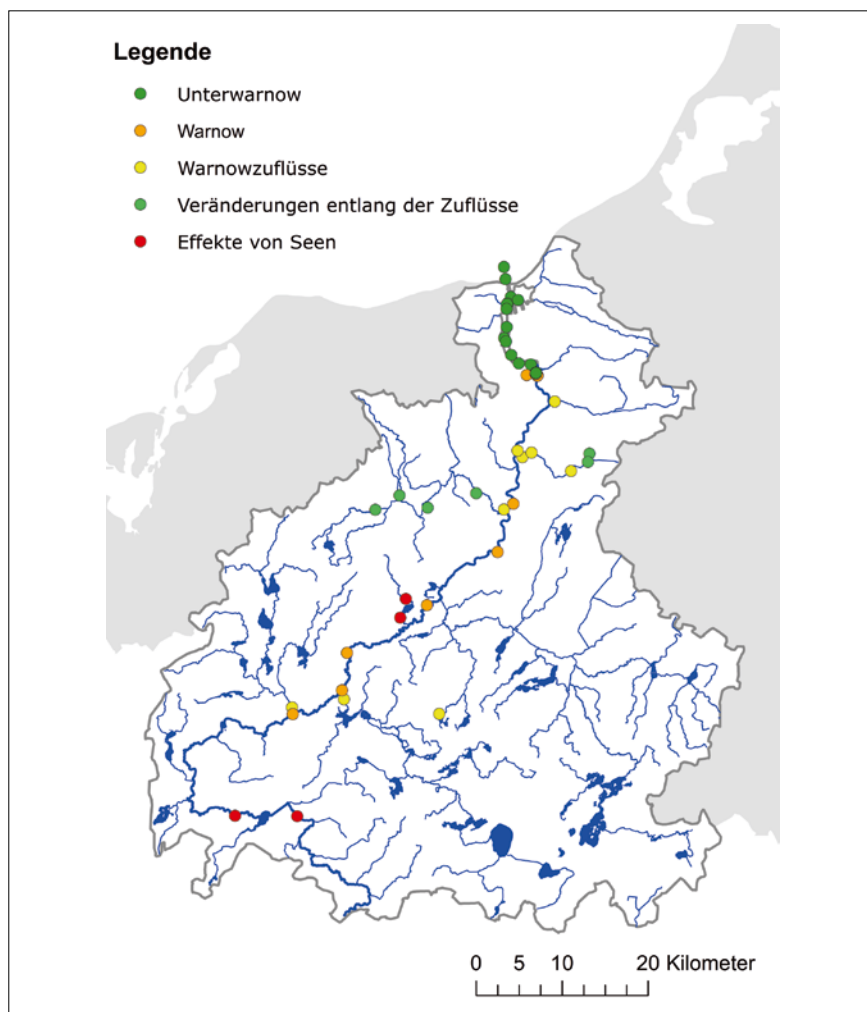 Legende
Unterwarnow
Warnow
Warnowzuflüsse
Veränderungen entlang der Zuflüsse
Effekte von Seen
0 5 10 20 Kilometer